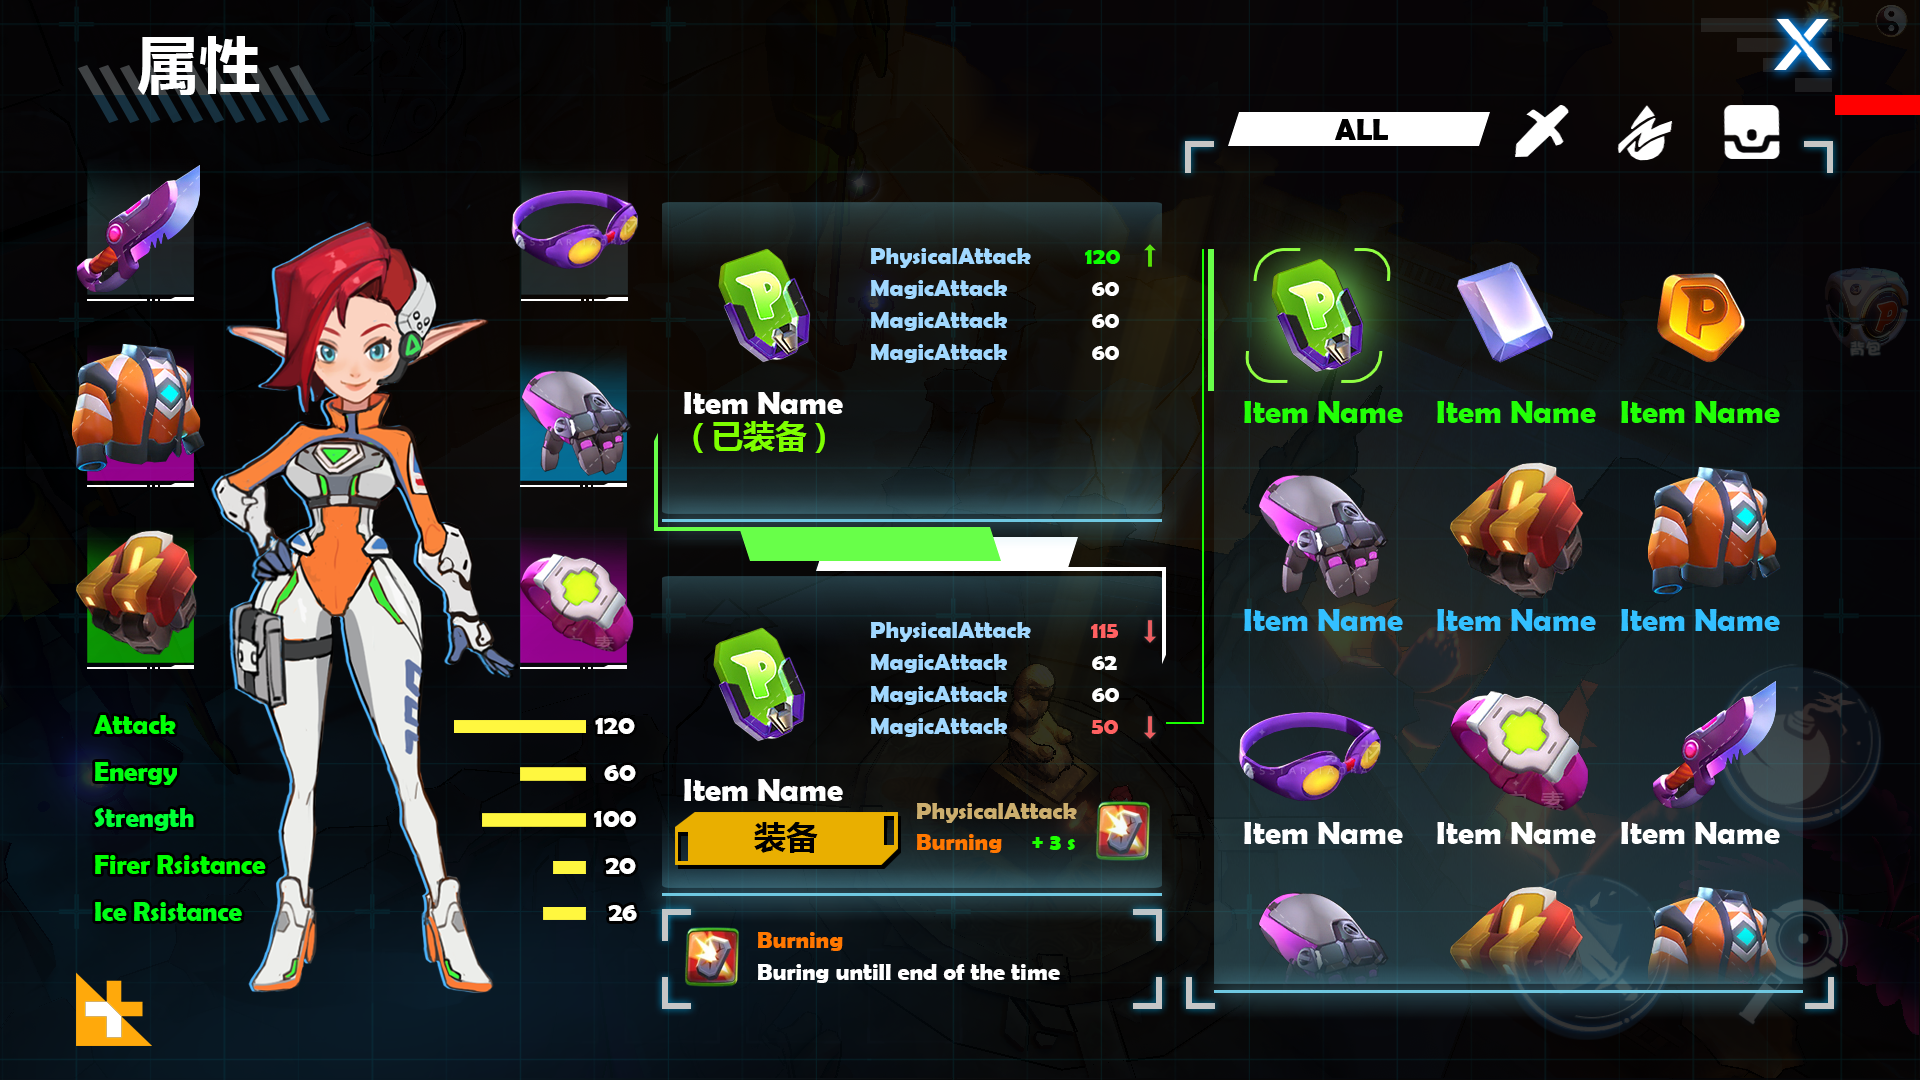 属性
ALL
Attack 120
Energy 60
Strength 100
Firer Rsistance 20
Ice Rsistance 26
PhysicalAttack 120
MagicAttack 60
MagicAttack 60
MagicAttack 60
Item Name
（已装备）
PhysicalAttack 115
MagicAttack 62
MagicAttack 60
MagicAttack 50
Item Name
装备
PhysicalAttack
Burning + 3 s
Burning
Buring untill end of the time
Item Name Item Name Item Name
Item Name Item Name Item Name
Item Name Item Name Item Name
背包